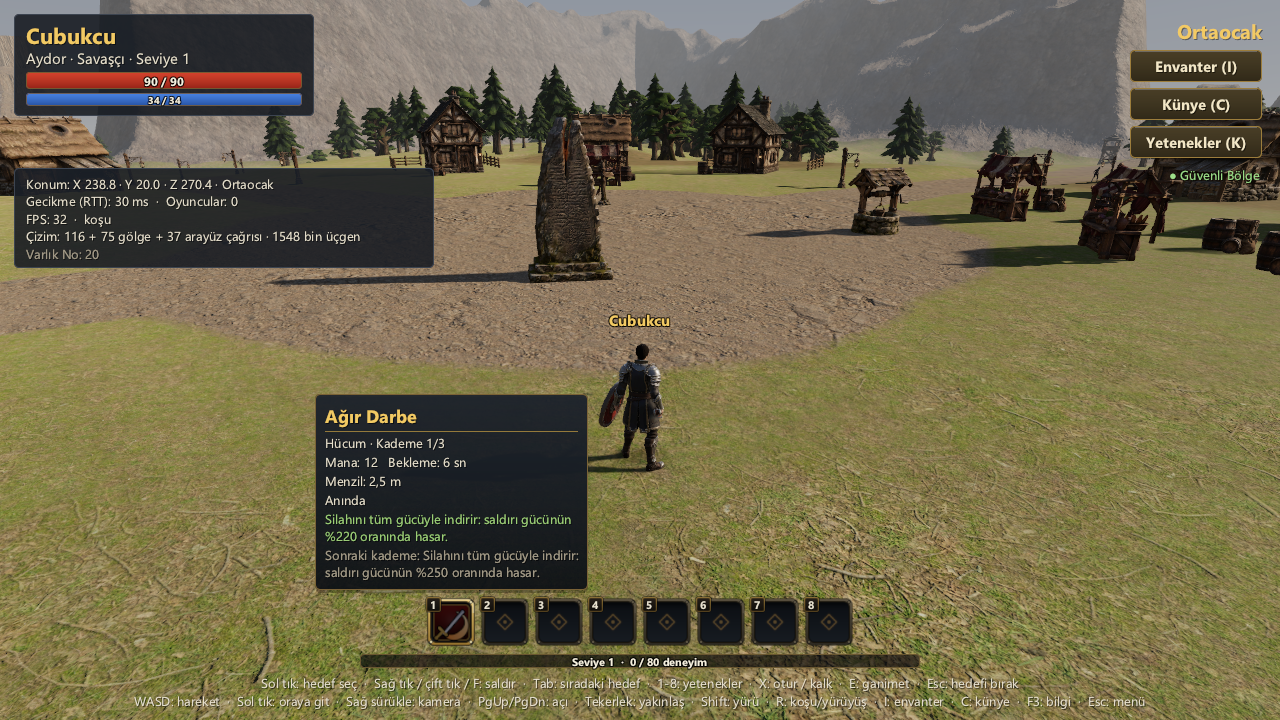 Cubukcu
Aydor · Savaşçı · Seviye 1
90 / 90
34 / 34
Ortaocak
Envanter (I)
Künye (C)
Yetenekler (K)
Güvenli Bölge
Konum: X 238.8 · Y 20.0 · Z 270.4 · Ortaocak
Gecikme (RTT): 30 ms · Oyuncular: 0
FPS: 32 · koşu
Çizim: 116 + 75 gölge + 37 arayüz çağrısı · 1548 bin üçgen
Varlık No: 20
Cubukcu
Ağır Darbe
Hücum · Kademe 1/3
Mana: 12 Bekleme: 6 sn
Menzil: 2,5 m
Anında
Silahını tüm gücüyle indirir: saldırı gücünün
%220 oranında hasar.
Sonraki kademe: Silahını tüm gücüyle indirir:
saldırı gücünün %250 oranında hasar.
1 2 3 4 5 6 7 8
Seviye 1 · 0 / 80 deneyim
Sol tık: hedef seç · Sağ tık / çift tık / F: saldır · Tab: sıradaki hedef · 1-8: yetenekler · X: otur / kalk · E: ganimet · Esc: hedefi bırak
WASD: hareket · Sol tık: oraya git · Sağ sürükle: kamera · PgUp/PgDn: açı · Tekerlek: yakınlaş · Shift: yürü · R: koşu/yürüyüş · I: envanter · C: künye · F3: bilgi · Esc: menü